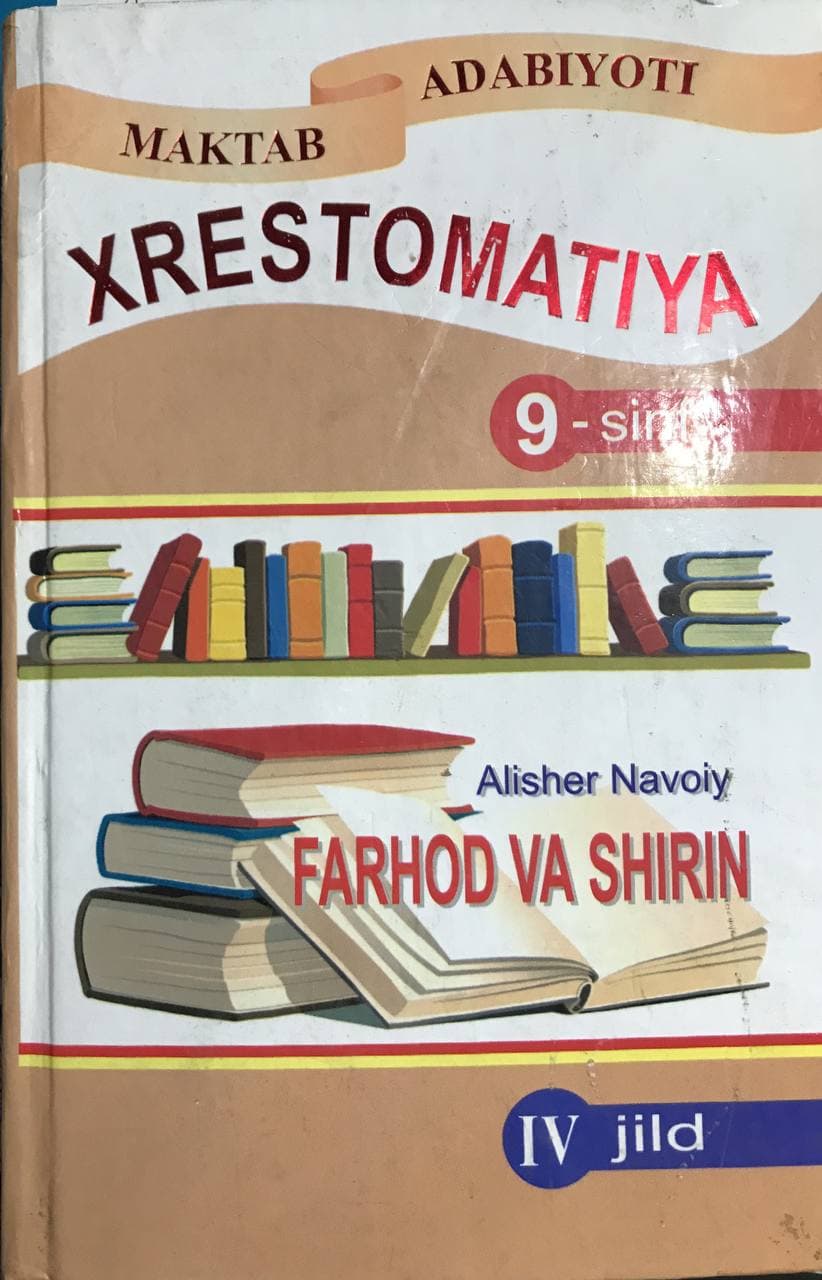 MAKTAB ADABIYOTI
XRESTOMATIYA
9 - sinf
Alisher Navoiy
FARHOD VA SHIRIN
IV jild